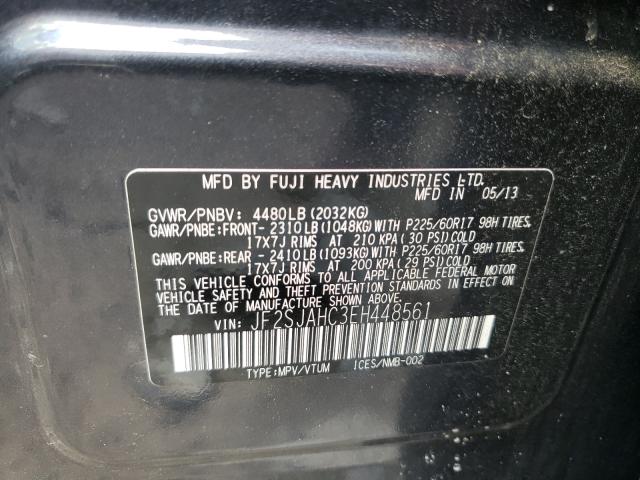 MFD BY FUJI HEAVY INDUSTRIES LTD.
MFD IN 05/13
GVWR/PNBV: 4480LB(2032KG)
GAWR/PNBE:FRONT- 2310LB(1048KG)WITH P225/60R17 98H TIRES,
17X7J RIMS AT 210 KPA(30 PSI)COLD
GAWR/PNBE:REAR - 2410LB(1093KG)WITH P225/60R17 98H TIRES,
17X7J RIMS AT 200 KPA(29 PSI)COLD
THIS VEHICLE CONFORMS TO ALL APPLICABLE FEDERAL MOTOR
VEHICLE SAFETY AND THEFT PREVENTION STANDARDS IN EFFECT ON
THE DATE OF MANUFACTURE SHOWN ABOVE.
VIN: JF2SJAHC3EH448561
TYPE:MPV/VTUM ICES/NMB-002